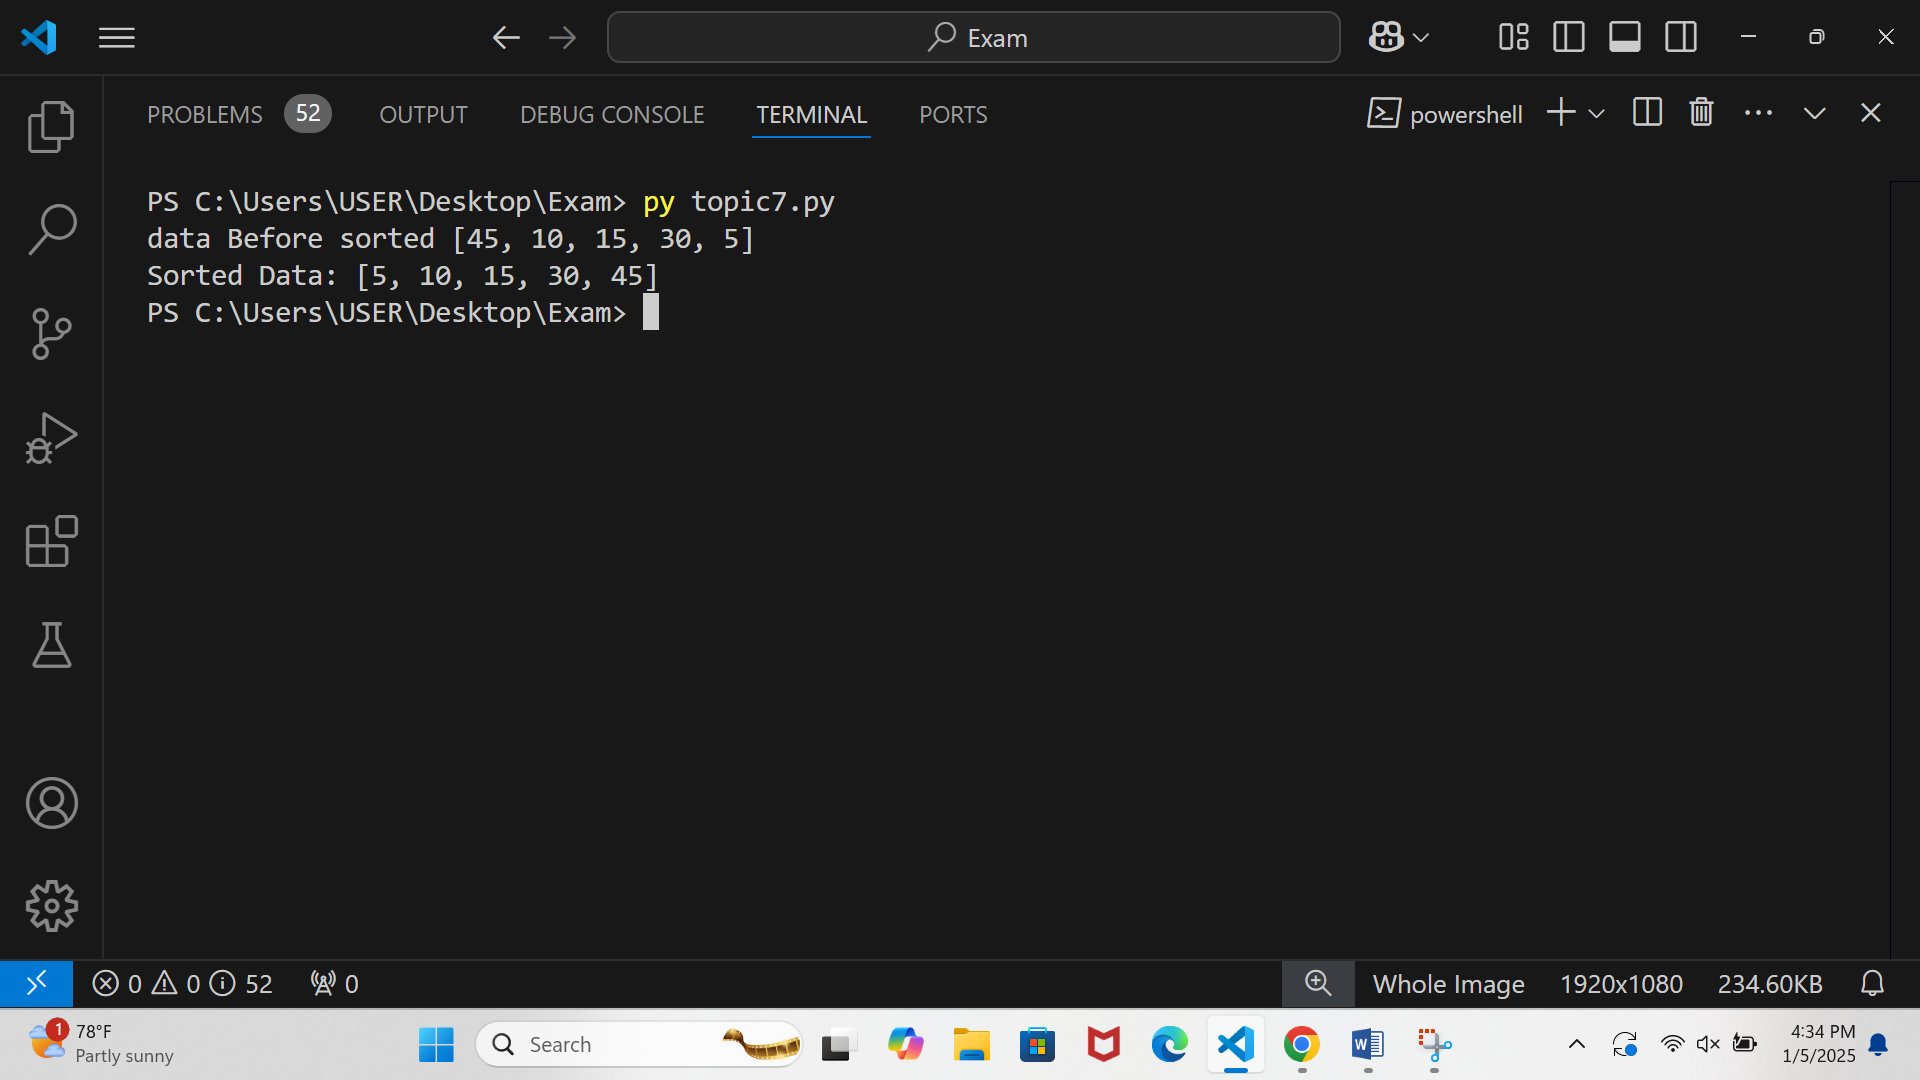 Exam
PROBLEMS 52 OUTPUT DEBUG CONSOLE TERMINAL PORTS powershell
PS C:\Users\USER\Desktop\Exam> py topic7.py
data Before sorted [45, 10, 15, 30, 5]
Sorted Data: [5, 10, 15, 30, 45]
PS C:\Users\USER\Desktop\Exam>
0 0 52 0 Whole Image 1920x1080 234.60KB
1 78°F
Partly sunny
Search
W
4:34 PM
1/5/2025